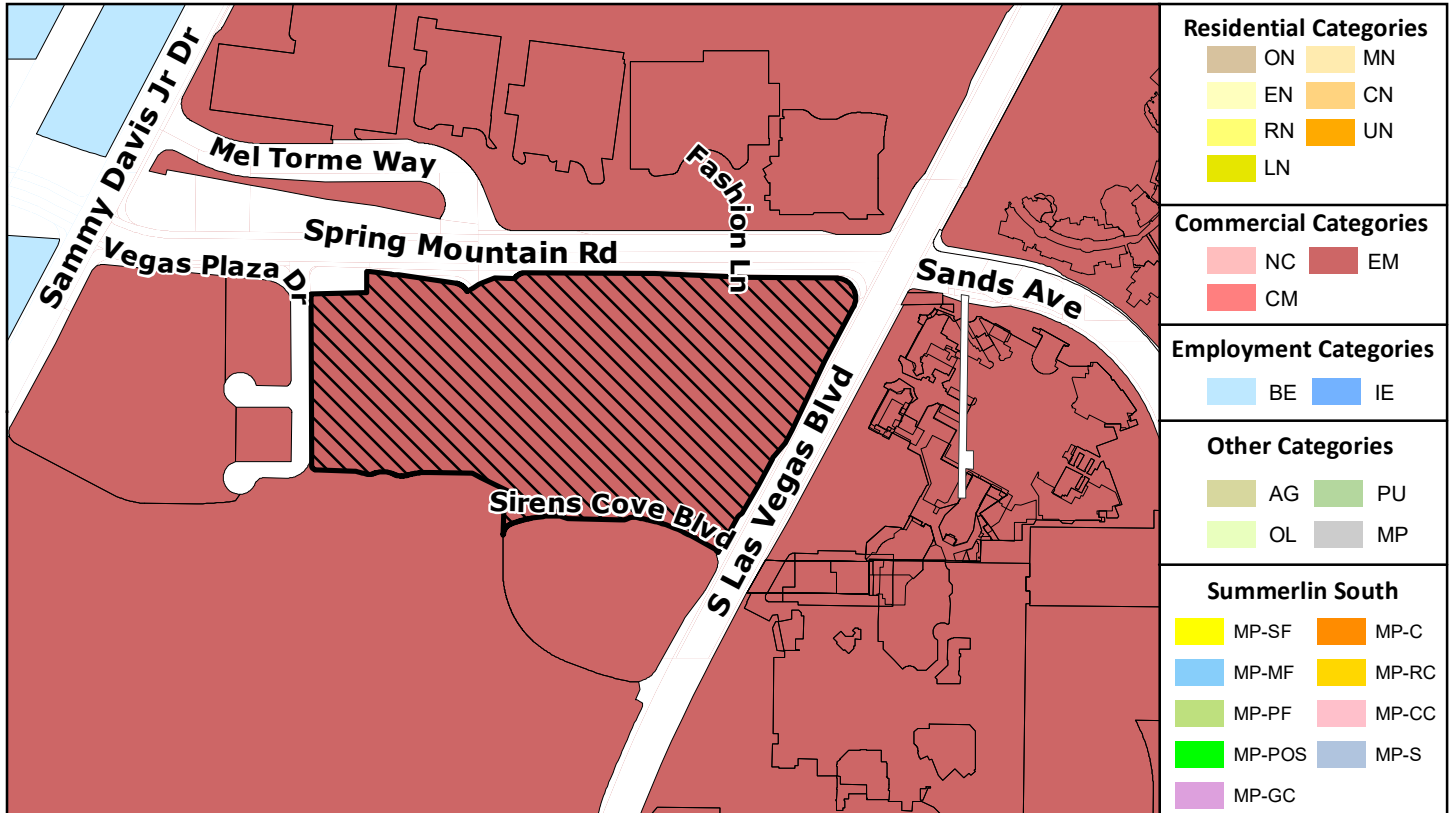 Sammy Davis Jr Dr
Mel Torme Way
Fashion Ln
Spring Mountain Rd
Vegas Plaza Dr
Sands Ave
S Las Vegas Blvd
Sirens Cove Blvd
Residential Categories
ON MN
EN CN
RN UN
LN
Commercial Categories
NC EM
CM
Employment Categories
BE IE
Other Categories
AG PU
OL MP
Summerlin South
MP-SF MP-C
MP-MF MP-RC
MP-PF MP-CC
MP-POS MP-S
MP-GC